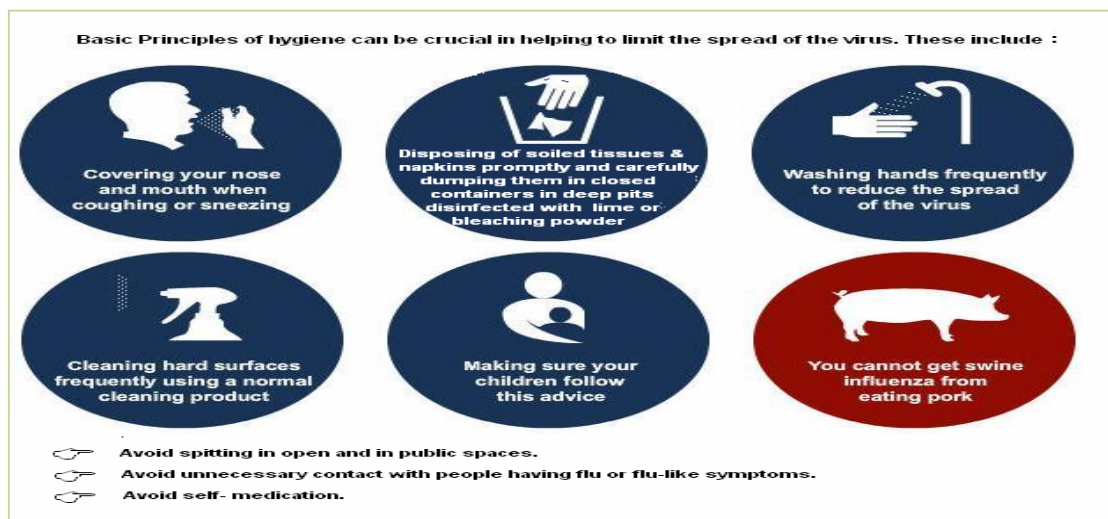 Basic Principles of hygiene can be crucial in helping to limit the spread of the virus. These include :
Covering your nose
and mouth when
coughing or sneezing
Disposing of soiled tissues &
napkins promptly and carefully
dumping them in closed
containers in deep pits
disinfected with lime or
bleaching powder
Washing hands frequently
to reduce the spread
of the virus
Cleaning hard surfaces
frequently using a normal
cleaning product
Making sure your
children follow
this advice
You cannot get swine
influenza from
eating pork
Avoid spitting in open and in public spaces.
Avoid unnecessary contact with people having flu or flu-like symptoms.
Avoid self- medication.